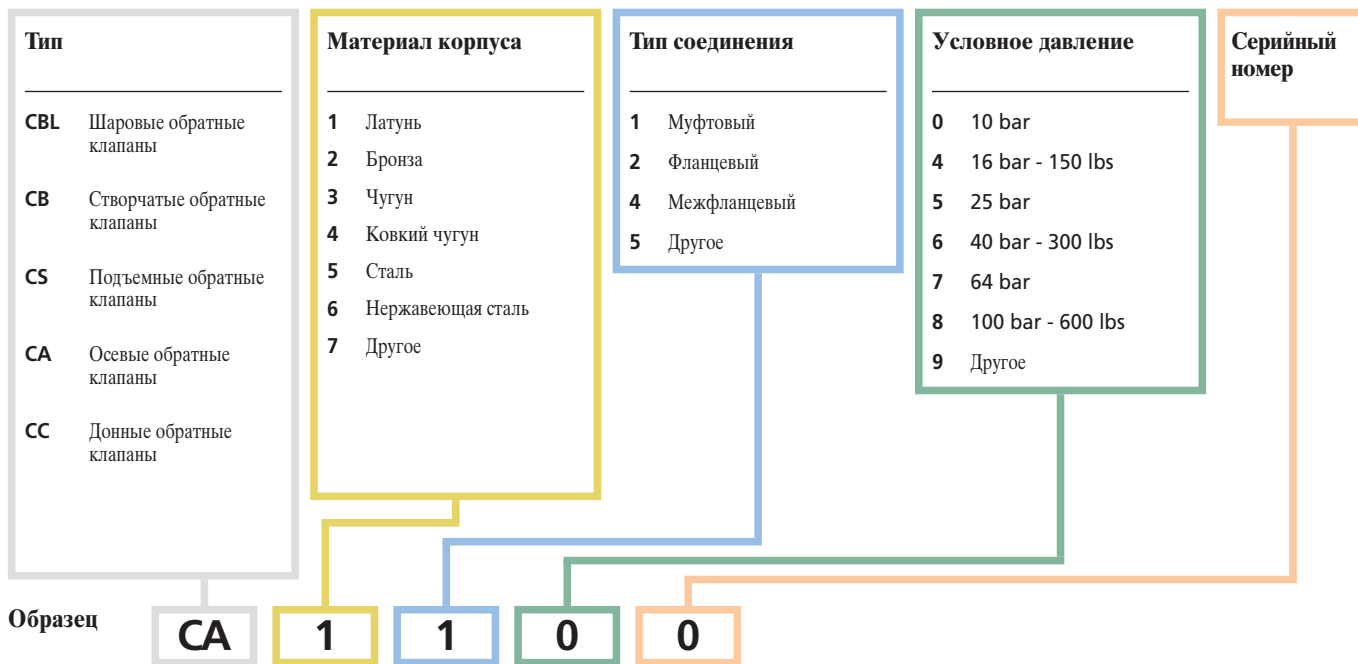 Тип
CBL Шаровые обратные
клапаны
CB Створчатые обратные
клапаны
CS Подъемные обратные
клапаны
CA Осевые обратные
клапаны
CC Донные обратные
клапаны
Материал корпуса
1 Латунь
2 Бронза
3 Чугун
4 Ковкий чугун
5 Сталь
6 Нержавеющая сталь
7 Другое
Тип соединения
1 Муфтовый
2 Фланцевый
4 Межфланцевый
5 Другое
Условное давление
0 10 bar
4 16 bar - 150 lbs
5 25 bar
6 40 bar - 300 lbs
7 64 bar
8 100 bar - 600 lbs
9 Другое
Серийный
номер
Образец CA 1 1 0 0